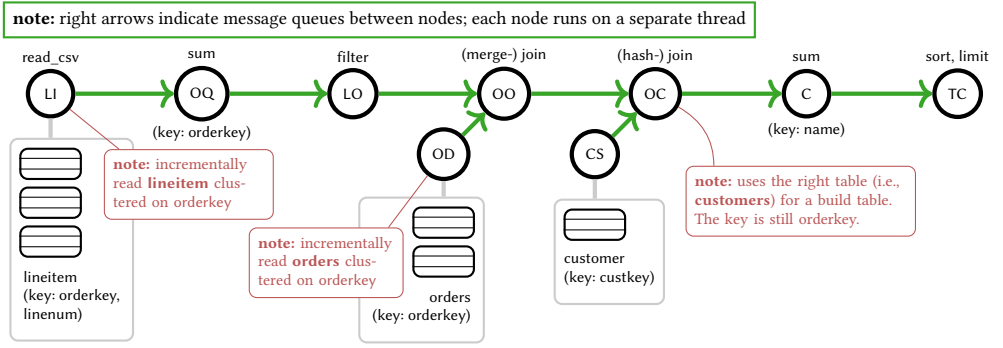 note: right arrows indicate message queues between nodes; each node runs on a separate thread
read_csv
sum
filter
(merge-) join
(hash-) join
sum
sort, limit
LI
OQ
LO
OO
OC
C
TC
(key: orderkey)
(key: name)
OD
CS
note: incrementally
read lineitem clus-
tered on orderkey
note: uses the right table (i.e.,
customers) for a build table.
The key is still orderkey.
note: incrementally
read orders clus-
tered on orderkey
lineitem
(key: orderkey,
linenum)
orders
(key: orderkey)
customer
(key: custkey)